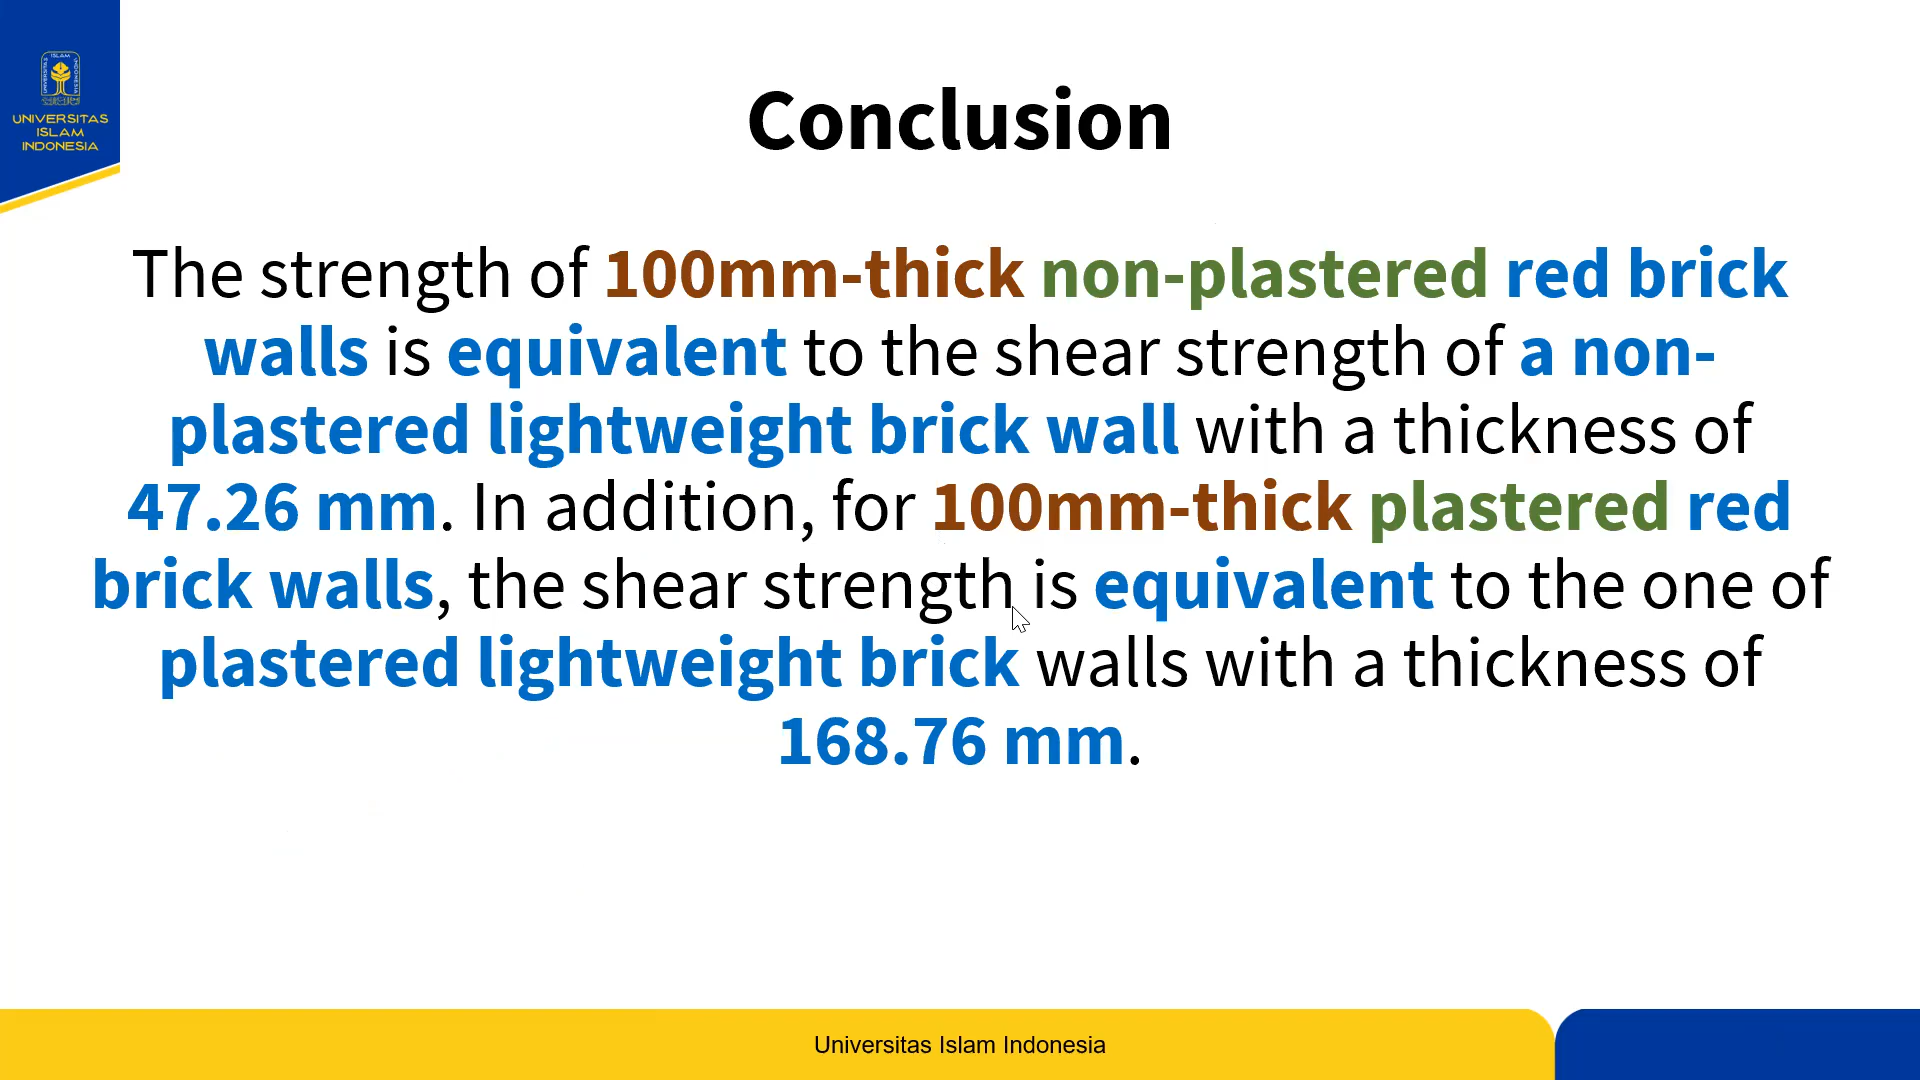 UNIVERSITAS
ISLAM
INDONESIA
Conclusion
The strength of 100mm-thick non-plastered red brick
walls is equivalent to the shear strength of a non-
plastered lightweight brick wall with a thickness of
47.26 mm. In addition, for 100mm-thick plastered red
brick walls, the shear strength is equivalent to the one of
plastered lightweight brick walls with a thickness of
168.76 mm.
Universitas Islam Indonesia